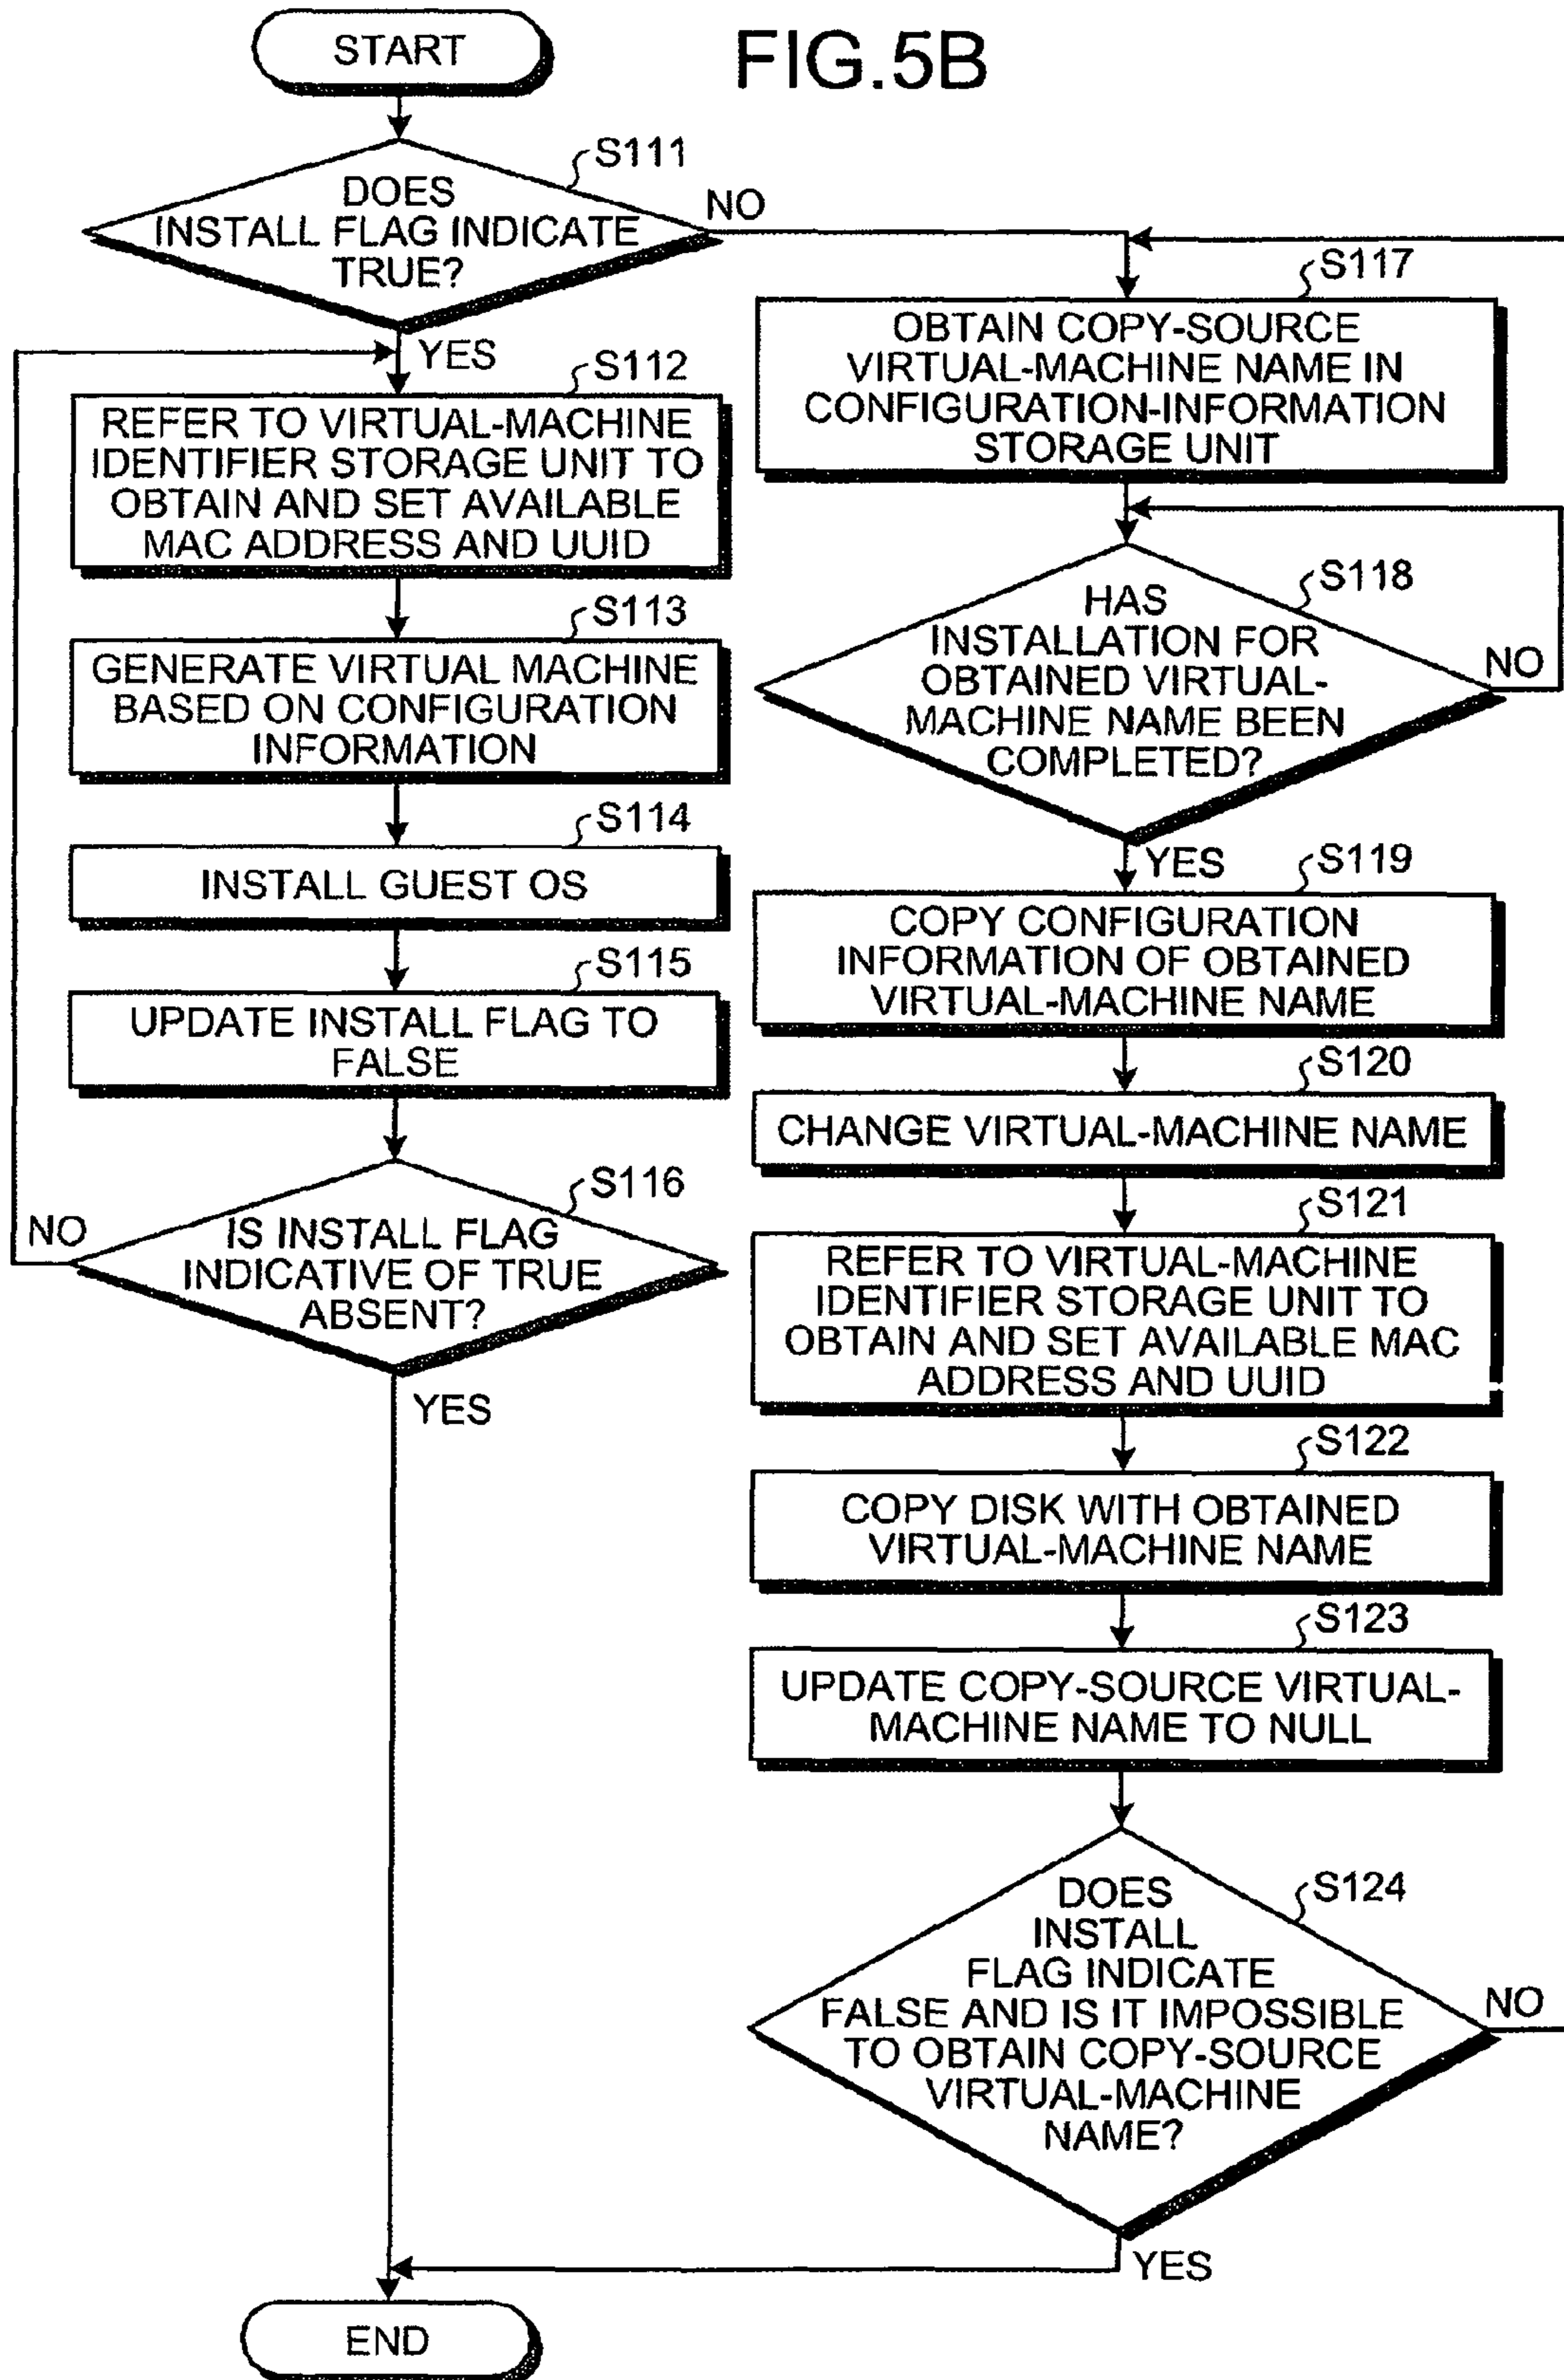 FIG.5B
START
S111
DOES
INSTALL FLAG INDICATE
TRUE?
NO
YES
S112
REFER TO VIRTUAL-MACHINE
IDENTIFIER STORAGE UNIT TO
OBTAIN AND SET AVAILABLE
MAC ADDRESS AND UUID
S113
GENERATE VIRTUAL MACHINE
BASED ON CONFIGURATION
INFORMATION
S114
INSTALL GUEST OS
S115
UPDATE INSTALL FLAG TO
FALSE
S116
IS INSTALL FLAG
INDICATIVE OF TRUE
ABSENT?
NO
YES
S117
OBTAIN COPY-SOURCE
VIRTUAL-MACHINE NAME IN
CONFIGURATION-INFORMATION
STORAGE UNIT
S118
HAS
INSTALLATION FOR
OBTAINED VIRTUAL-
MACHINE NAME BEEN
COMPLETED?
NO
YES
S119
COPY CONFIGURATION
INFORMATION OF OBTAINED
VIRTUAL-MACHINE NAME
S120
CHANGE VIRTUAL-MACHINE NAME
S121
REFER TO VIRTUAL-MACHINE
IDENTIFIER STORAGE UNIT TO
OBTAIN AND SET AVAILABLE MAC
ADDRESS AND UUID
S122
COPY DISK WITH OBTAINED
VIRTUAL-MACHINE NAME
S123
UPDATE COPY-SOURCE VIRTUAL-
MACHINE NAME TO NULL
S124
DOES
INSTALL
FLAG INDICATE
FALSE AND IS IT IMPOSSIBLE
TO OBTAIN COPY-SOURCE
VIRTUAL-MACHINE
NAME?
NO
YES
END